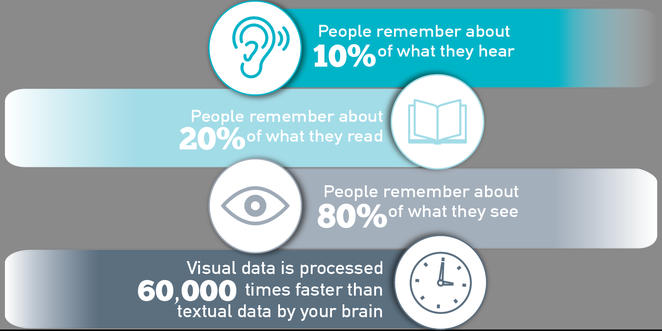 People remember about
10% of what they hear
People remember about
20% of what they read
People remember about
80% of what they see
Visual data is processed
60,000 times faster than
textual data by your brain